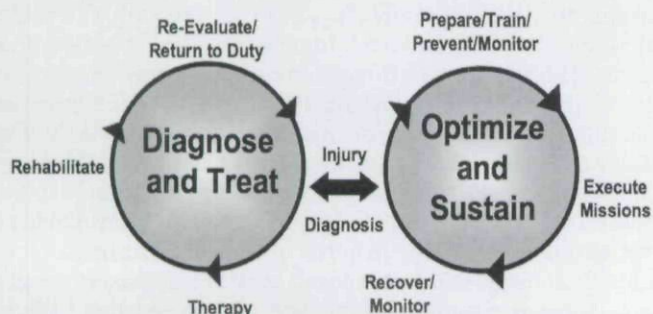 Re-Evaluate/
Return to Duty
Rehabilitate
Diagnose
and Treat
Therapy
Injury
Diagnosis
Prepare/Train/
Prevent/Monitor
Optimize
and
Sustain
Execute
Missions
Recover/
Monitor